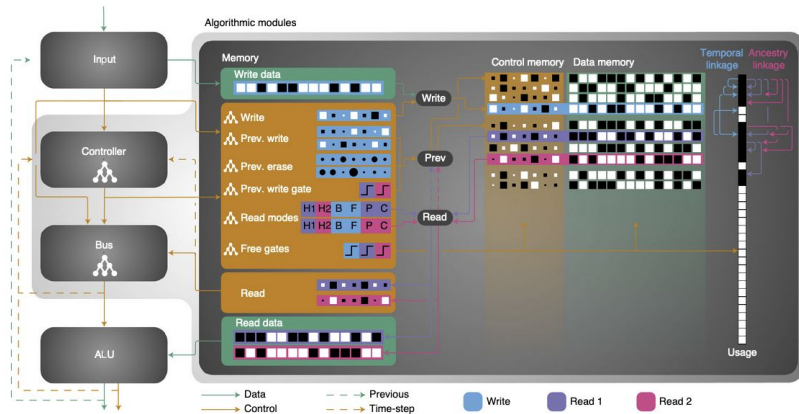 Algorithmic modules
Input
Controller
Bus
ALU
Memory
Write data
Write
Prev. write
Prev. erase
Prev. write gate
Read modes
H1 H2 B F P C
H1 H2 B F P C
Free gates
Read
Read data
Write
Prev
Read
Control memory
Data memory
Temporal linkage
Ancestry linkage
Usage
Data
Control
Previous
Time-step
Write
Read 1
Read 2